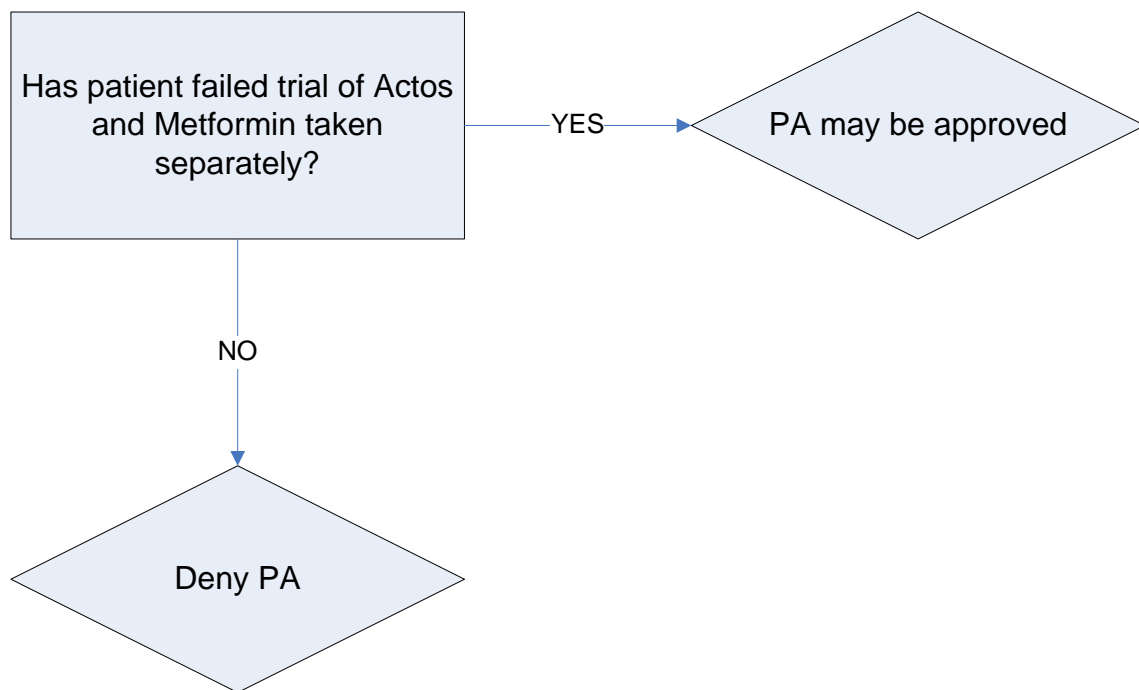 Has patient failed trial of Actos
and Metformin taken
separately?
YES
PA may be approved
NO
Deny PA